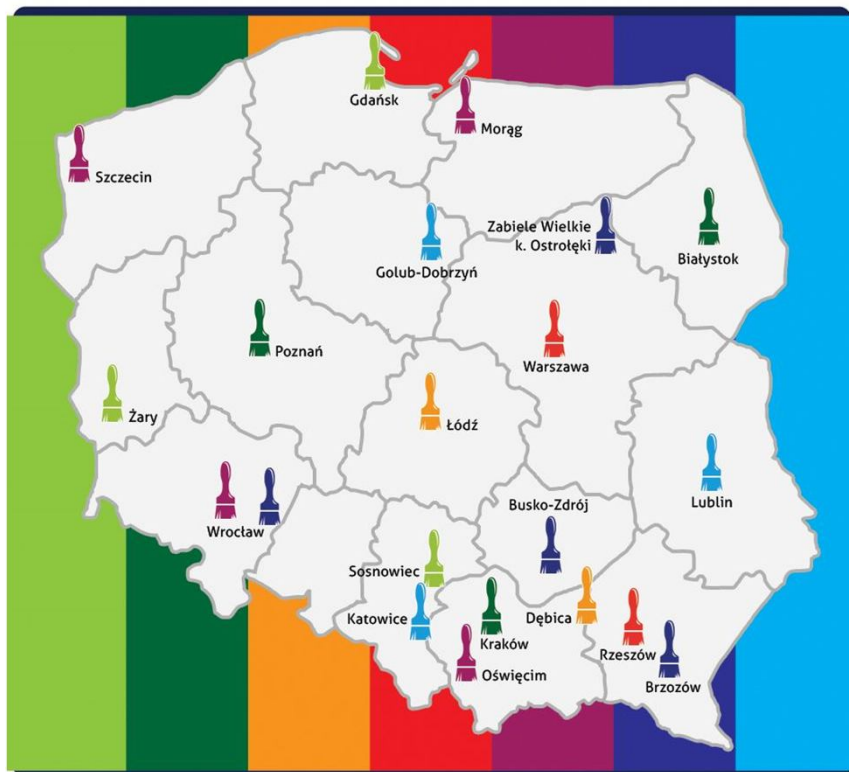 Gdańsk
Morąg
Szczecin
Zabiele Wielkie
k. Ostrołęki
Białystok
Golub-Dobrzyń
Poznań
Warszawa
Żary
Łódź
Lublin
Busko-Zdrój
Wrocław
Sosnowiec
Katowice
Dębica
Kraków
Rzeszów
Oświęcim
Brzozów